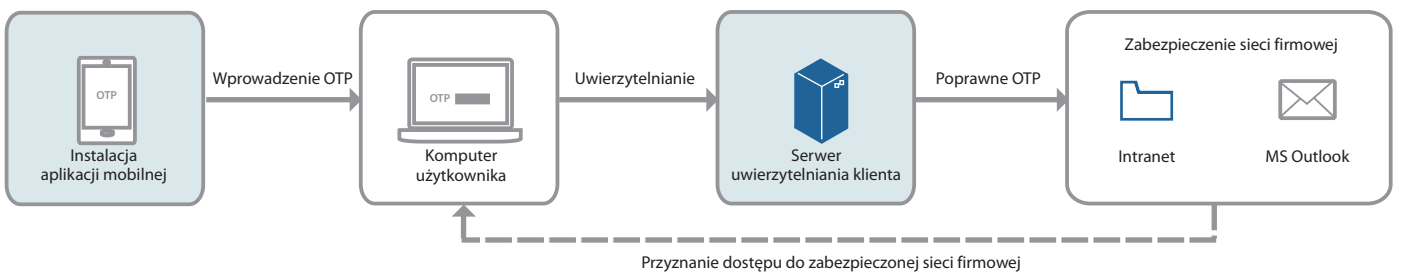 OTP
Instalacja
aplikacji mobilnej
Wprowadzenie OTP
OTP
Komputer
użytkownika
Uwierzytelnianie
Serwer
uwierzytelniania klienta
Poprawne OTP
Zabezpieczenie sieci firmowej
Intranet
MS Outlook
Przyznanie dostępu do zabezpieczonej sieci firmowej